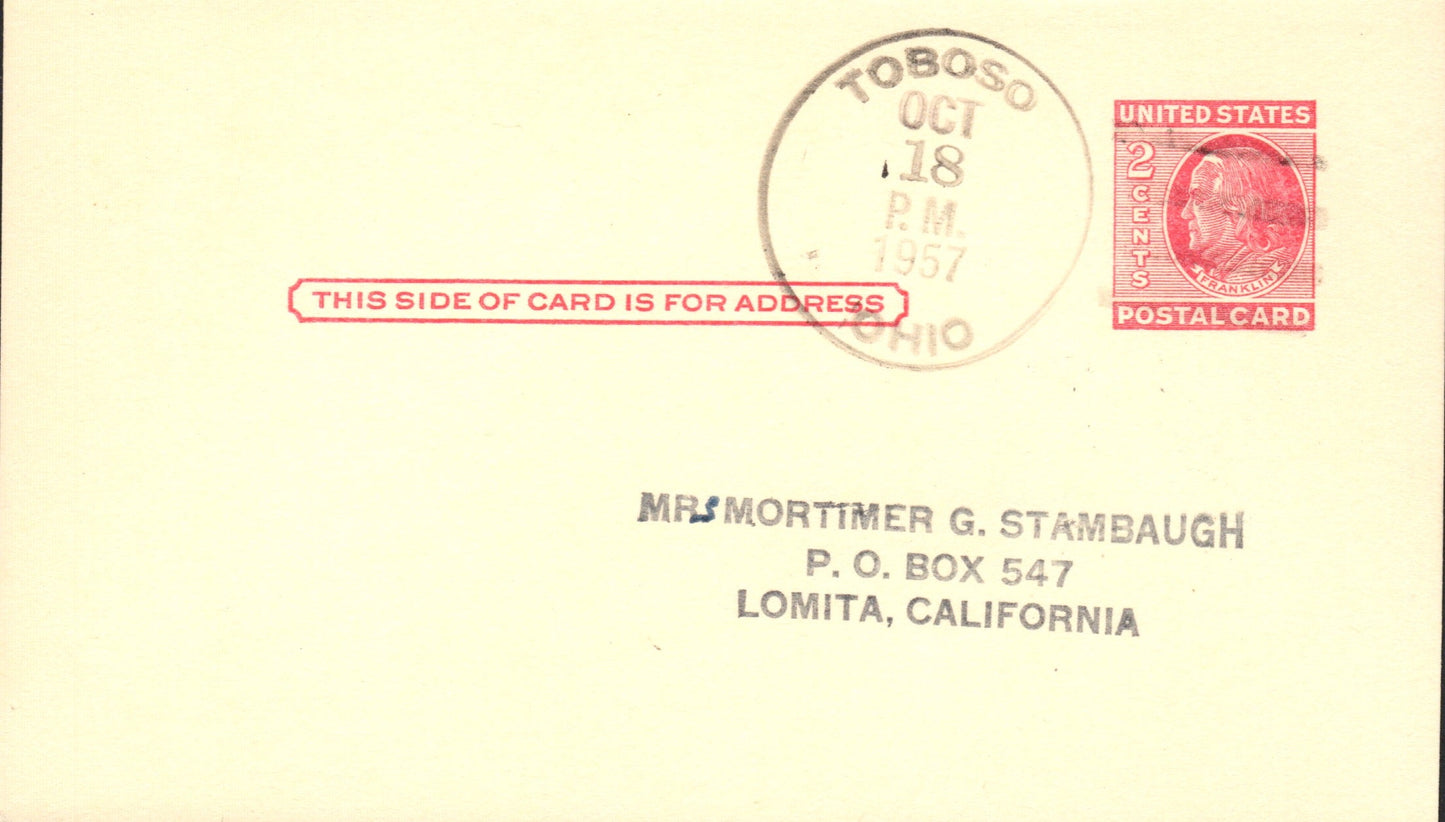 TOBOSO
OCT
18
P.M.
1957
OHIO
UNITED STATES
2
CENTS
FRANKLIN
POSTAL CARD
THIS SIDE OF CARD IS FOR ADDRESS
MRS MORTIMER G. STAMBAUGH
P. O. BOX 547
LOMITA, CALIFORNIA